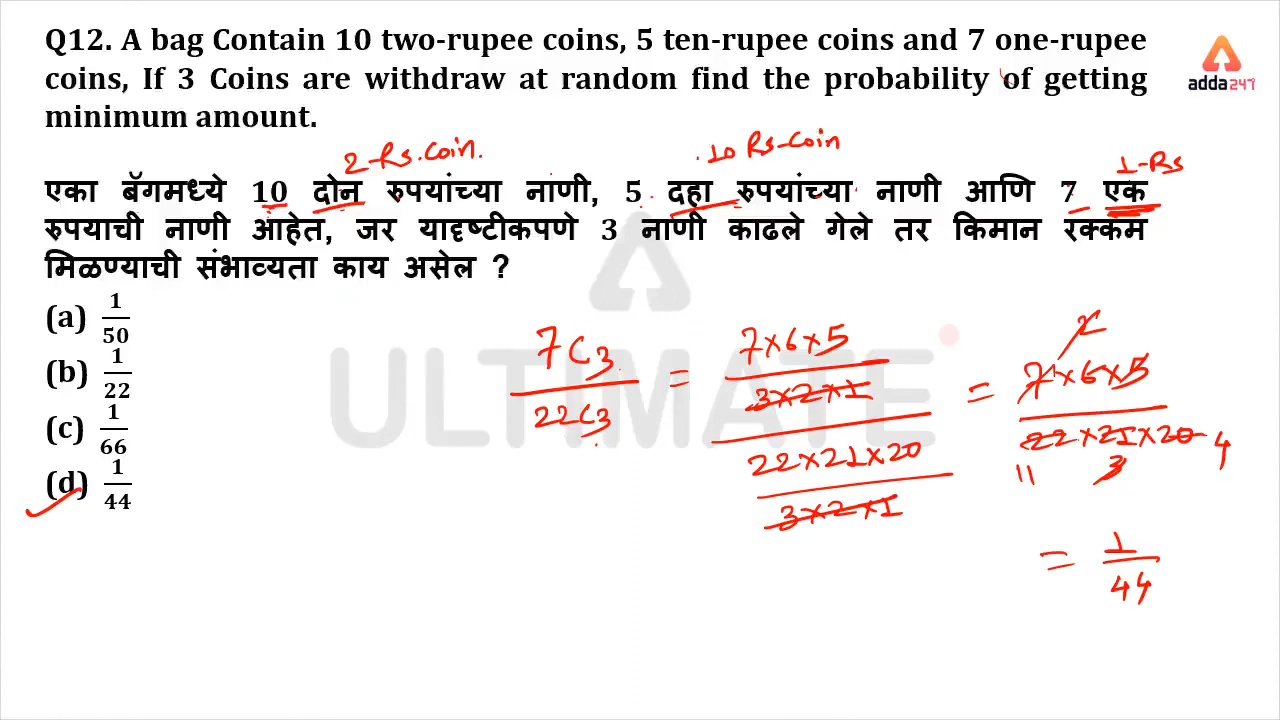 Q12. A bag Contain 10 two-rupee coins, 5 ten-rupee coins and 7 one-rupee
coins, If 3 Coins are withdraw at random find the probability of getting
minimum amount.
adda247
2-Rs.Coin.
10 Rs-Coin
1-Rs
एका बॅगमध्ये 10 दोन रुपयांच्या नाणी, 5 दहा रुपयांच्या नाणी आणि 7 एक
रुपयाची नाणी आहेत, जर यादृष्टीकपणे 3 नाणी काढले गेले तर किमान रक्कम
मिळण्याची संभाव्यता काय असेल ?
(a) 1/50
(b) 1/22
(c) 1/66
(d) 1/44
ULTIMATE
7C3
22C3
=
7×6×5
3×2×1
22×21×20
3×2×1
=
2
7×6×5
22×21×20 4
11 3
= 1/44